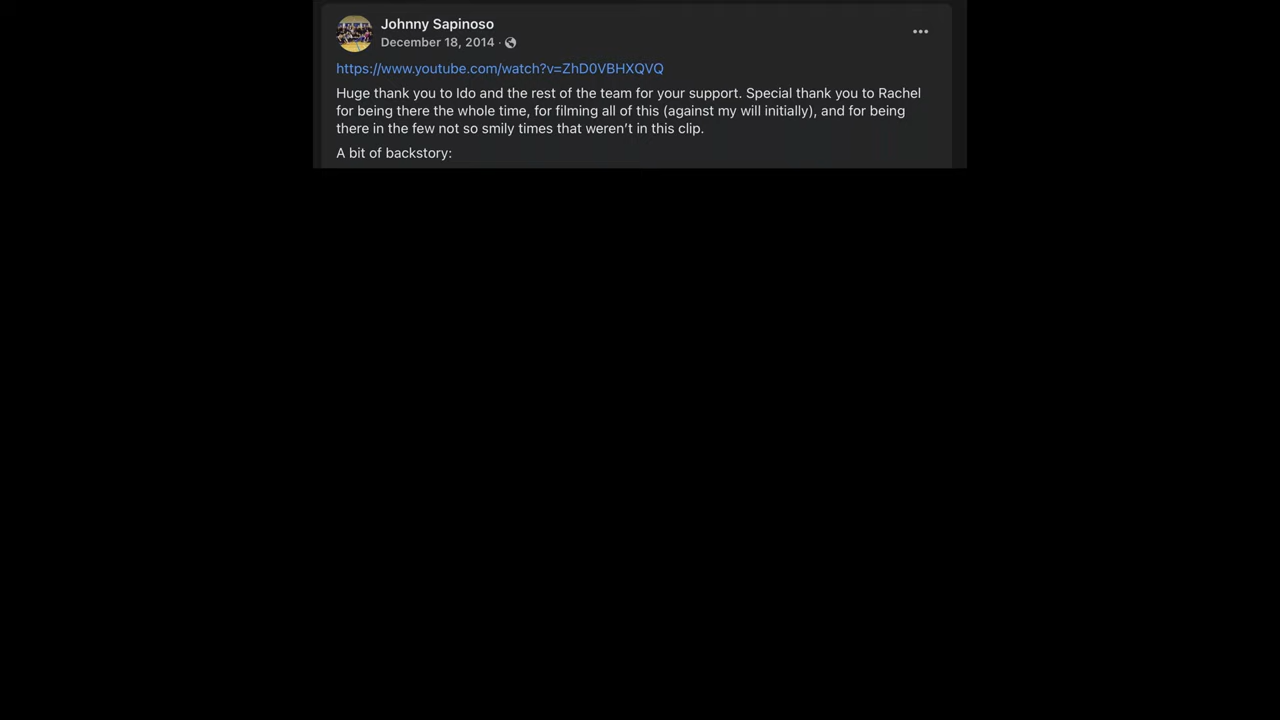 Johnny Sapinoso
December 18, 2014 ·
https://www.youtube.com/watch?v=ZhD0VBHXQVQ
Huge thank you to Ido and the rest of the team for your support. Special thank you to Rachel
for being there the whole time, for filming all of this (against my will initially), and for being
there in the few not so smily times that weren’t in this clip.
A bit of backstory: